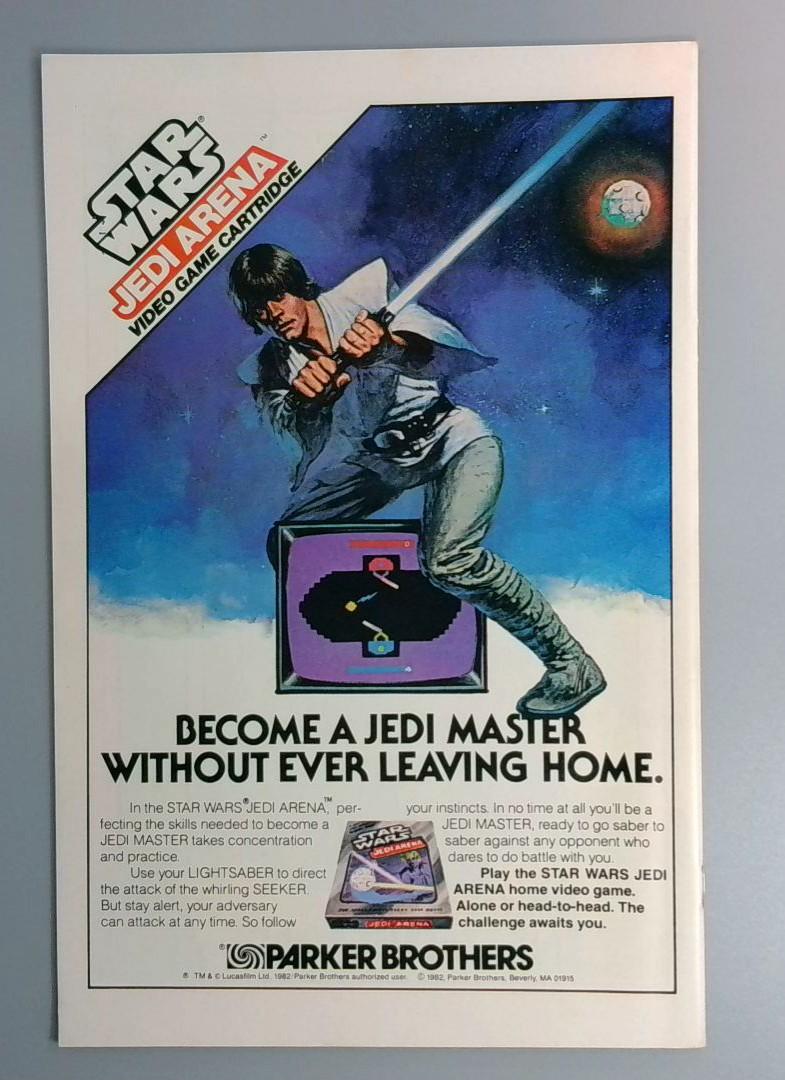 STAR
WARS®
JEDI ARENA™
VIDEO GAME CARTRIDGE
BECOME A JEDI MASTER
WITHOUT EVER LEAVING HOME.
In the STAR WARS® JEDI ARENA,™ per-
fecting the skills needed to become a
JEDI MASTER takes concentration
and practice.
Use your LIGHTSABER to direct
the attack of the whirling SEEKER.
But stay alert, your adversary
can attack at any time. So follow
STAR
WARS
JEDI ARENA
JEDI ARENA
your instincts. In no time at all you'll be a
JEDI MASTER, ready to go saber to
saber against any opponent who
dares to do battle with you.
Play the STAR WARS JEDI
ARENA home video game.
Alone or head-to-head. The
challenge awaits you.
® PARKER BROTHERS
® TM & © Lucasfilm Ltd. 1982/Parker Brothers authorized user. © 1982, Parker Brothers, Beverly, MA 01915